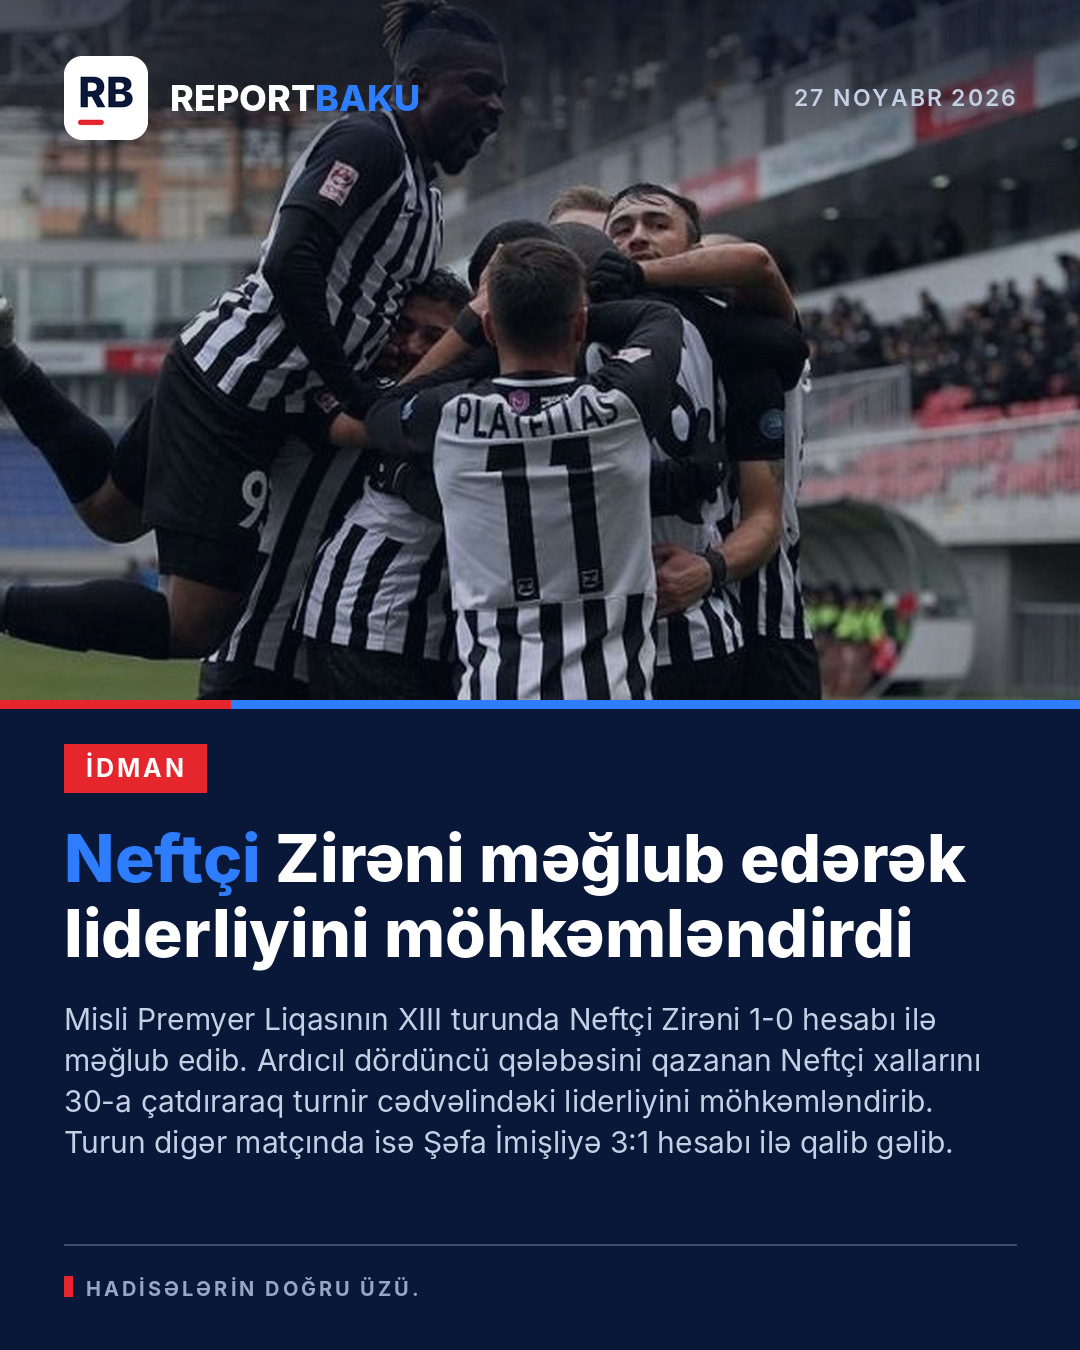 RB
REPORTBAKU
27 NOYABR 2026
PLATELLAS
11
9
İDMAN
Neftçi Zirəni məğlub edərək
liderliyini möhkəmləndirdi
Misli Premyer Liqasının XIII turunda Neftçi Zirəni 1-0 hesabı ilə
məğlub edib. Ardıcıl dördüncü qələbəsini qazanan Neftçi xallarını
30-a çatdıraraq turnir cədvəlindəki liderliyini möhkəmləndirib.
Turun digər matçında isə Şəfa İmişliyə 3:1 hesabı ilə qalib gəlib.
HADİSƏLƏRİN DOĞRU ÜZÜ.